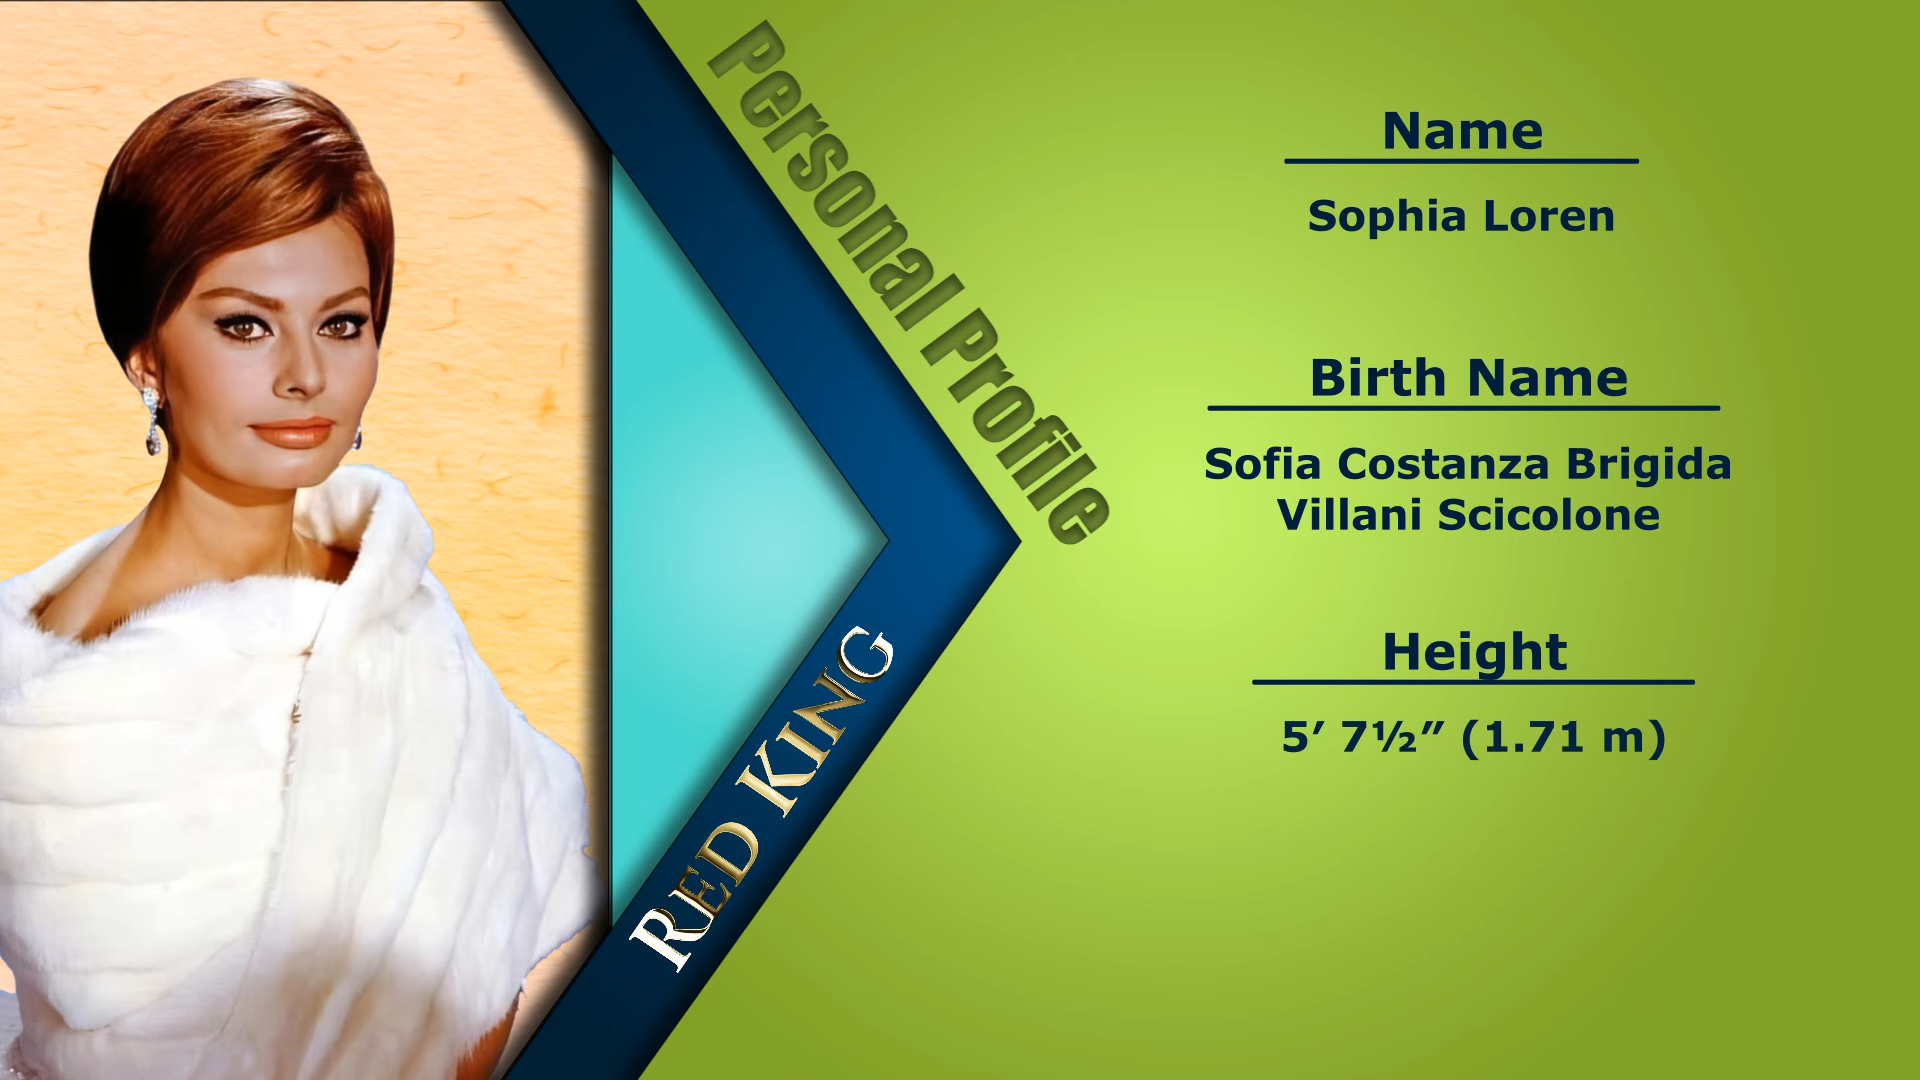 Personal Profile
Name
Sophia Loren
Birth Name
Sofia Costanza Brigida
Villani Scicolone
Height
5′ 7½″ (1.71 m)
RED KING